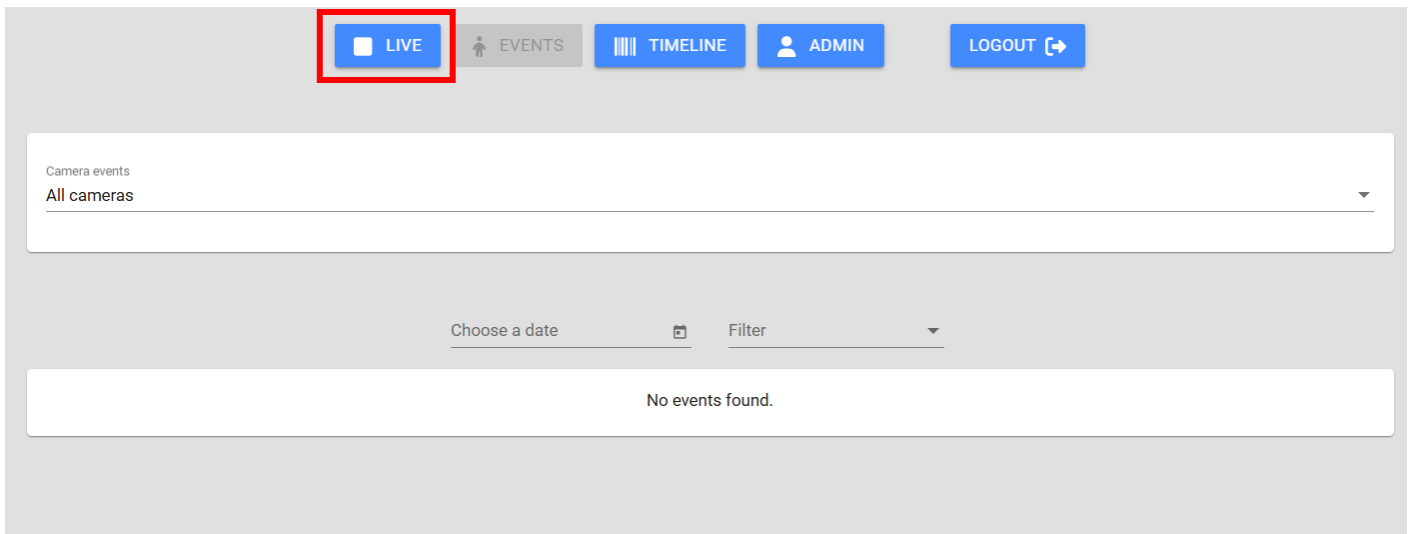 LIVE EVENTS TIMELINE ADMIN LOGOUT
Camera events
All cameras
Choose a date Filter
No events found.